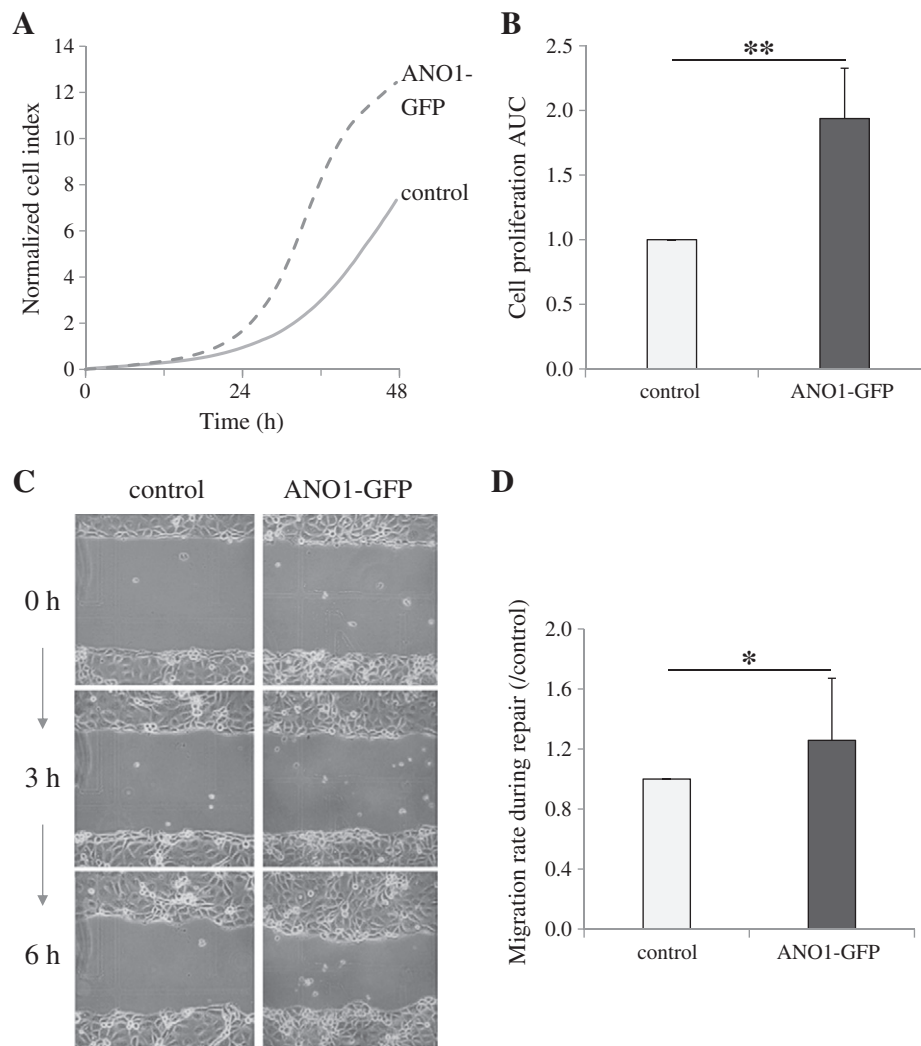 A
Normalized cell index
14
12
10
8
6
4
2
0
0
24
48
Time (h)
ANO1-
GFP
control
B
Cell proliferation AUC
2.5
2.0
1.5
1.0
0.5
0.0
**
control
ANO1-GFP
C
control
ANO1-GFP
0 h
3 h
6 h
D
Migration rate during repair (/control)
2.0
1.6
1.2
0.8
0.4
0.0
*
control
ANO1-GFP